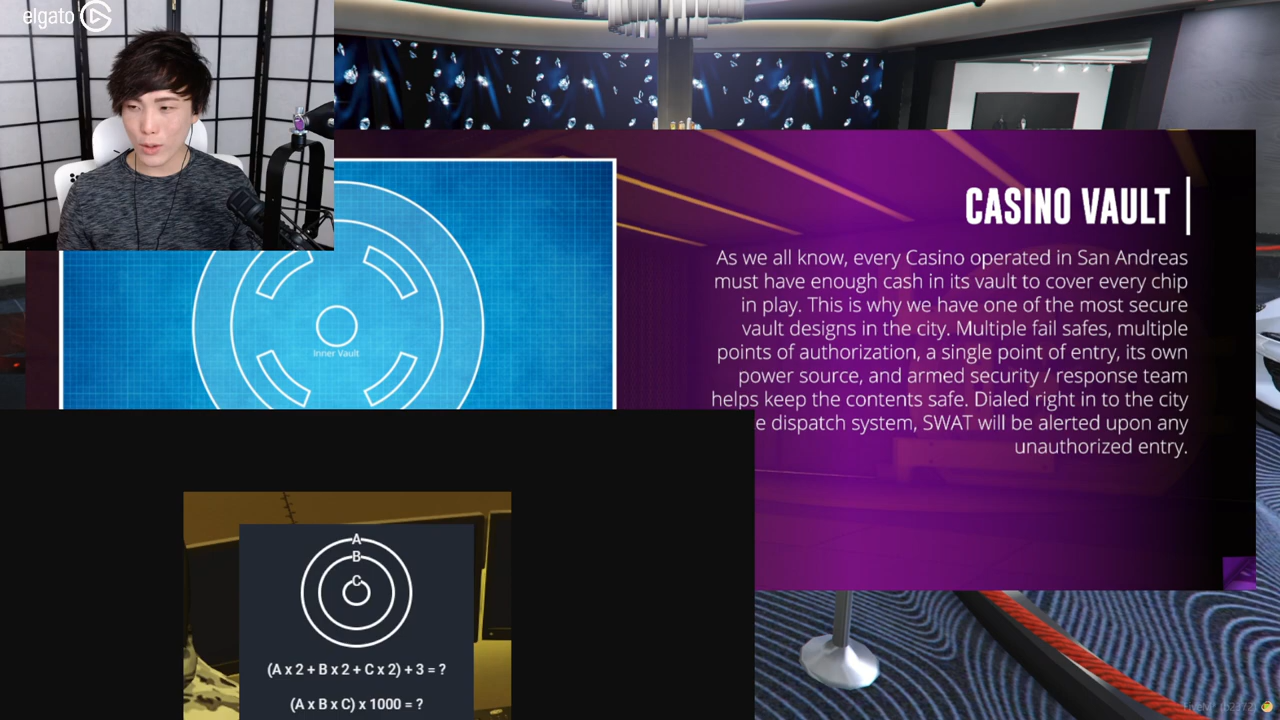 elgato
CASINO VAULT
As we all know, every Casino operated in San Andreas
must have enough cash in its vault to cover every chip
in play. This is why we have one of the most secure
vault designs in the city. Multiple fail safes, multiple
points of authorization, a single point of entry, its own
power source, and armed security / response team
helps keep the contents safe. Dialed right in to the city
e dispatch system, SWAT will be alerted upon any
unauthorized entry.
Inner Vault
A
B
C
(A x 2 + B x 2 + C x 2) + 3 = ?
(A x B x C) x 1000 = ?